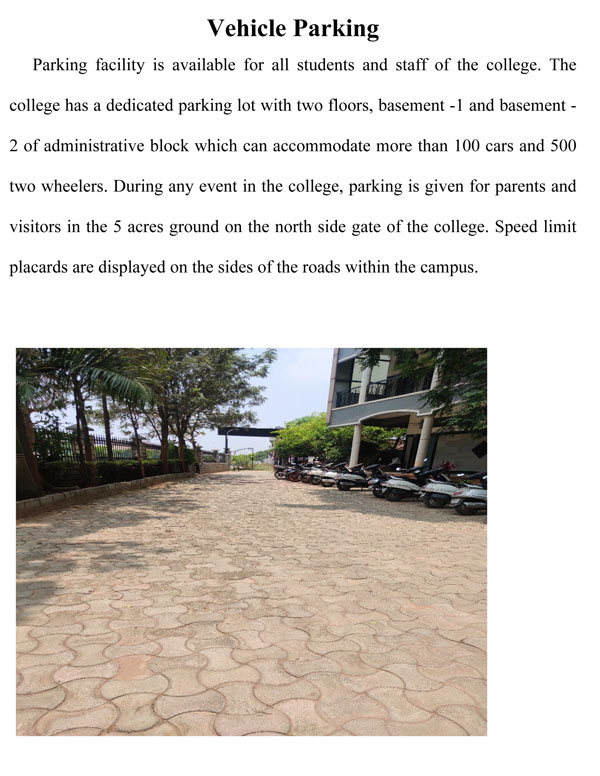 Vehicle Parking
Parking facility is available for all students and staff of the college. The
college has a dedicated parking lot with two floors, basement -1 and basement -
2 of administrative block which can accommodate more than 100 cars and 500
two wheelers. During any event in the college, parking is given for parents and
visitors in the 5 acres ground on the north side gate of the college. Speed limit
placards are displayed on the sides of the roads within the campus.